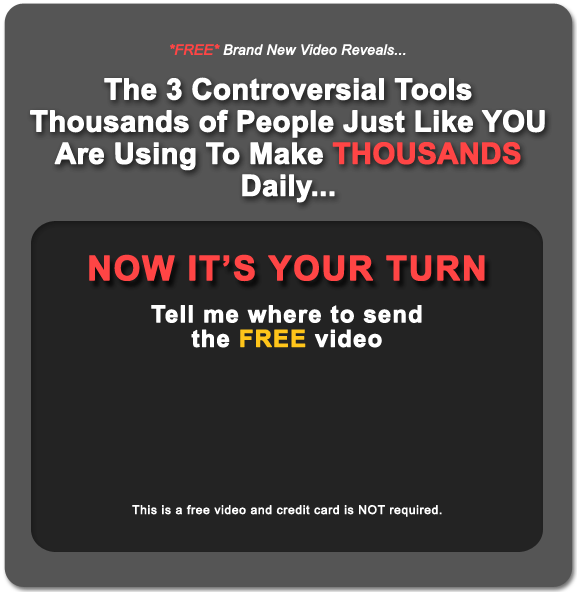 *FREE* Brand New Video Reveals...
The 3 Controversial Tools
Thousands of People Just Like YOU
Are Using To Make THOUSANDS
Daily...
NOW IT’S YOUR TURN
Tell me where to send
the FREE video
This is a free video and credit card is NOT required.